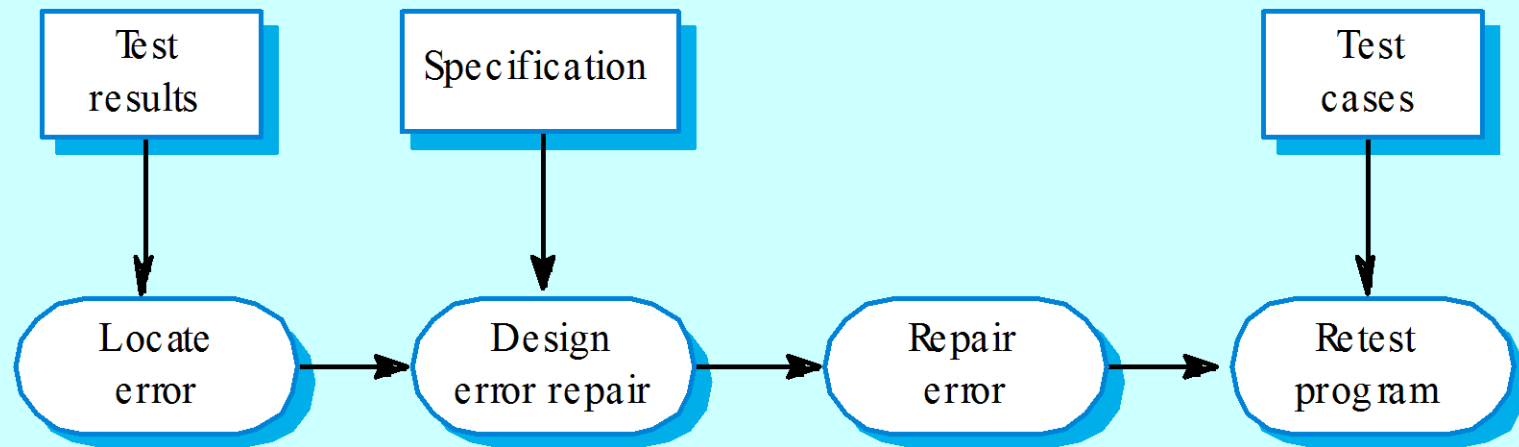 Test
results
Specification
Test
cases
Locate
error
Design
error repair
Repair
error
Retest
program